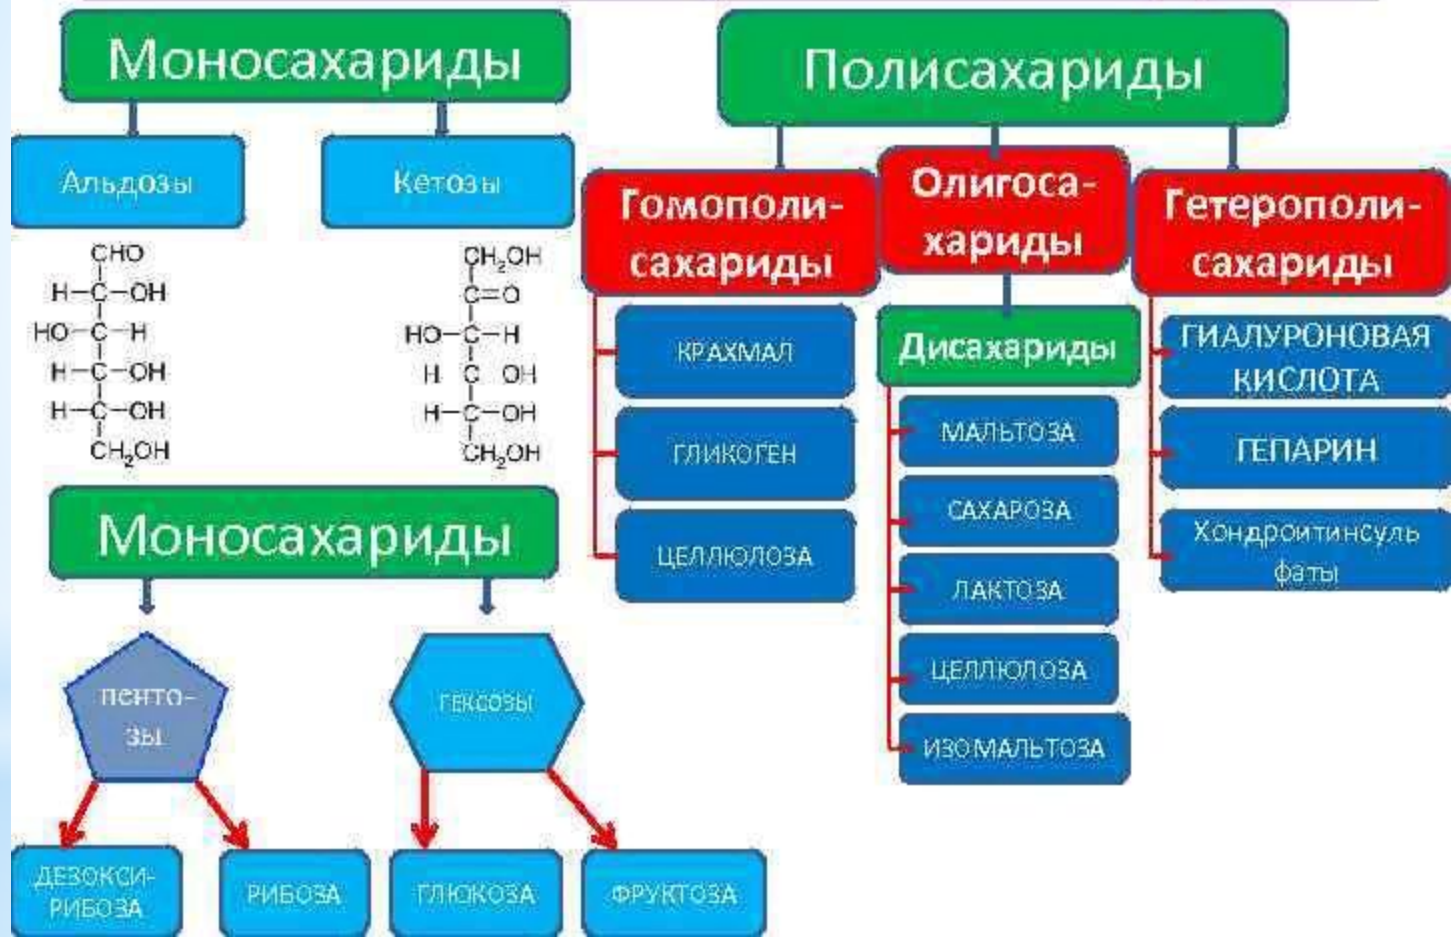 Моносахариды
Альдозы
Кетозы
CHO
H-C-OH
HO-C-H
H-C-OH
H-C-OH
CH₂OH
CH₂OH
C=O
HO-C-H
H C OH
H-C-OH
CH₂OH
Моносахариды
пенто-
зы
ГЕКСОЗЫ
ДЕЗОКСИ-
РИБОЗА
РИБОЗА
ГЛЮКОЗА
ФРУКТОЗА
Полисахариды
Гомополи-
сахариды
КРАХМАЛ
ГЛИКОГЕН
ЦЕЛЛЮЛОЗА
Олигоса-
хариды
Дисахариды
МАЛЬТОЗА
САХАРОЗА
ЛАКТОЗА
ЦЕЛЛЮЛОЗА
ИЗОМАЛЬТОЗА
Гетерополи-
сахариды
ГИАЛУРОНОВАЯ
КИСЛОТА
ГЕПАРИН
Хондроитинсуль
фаты